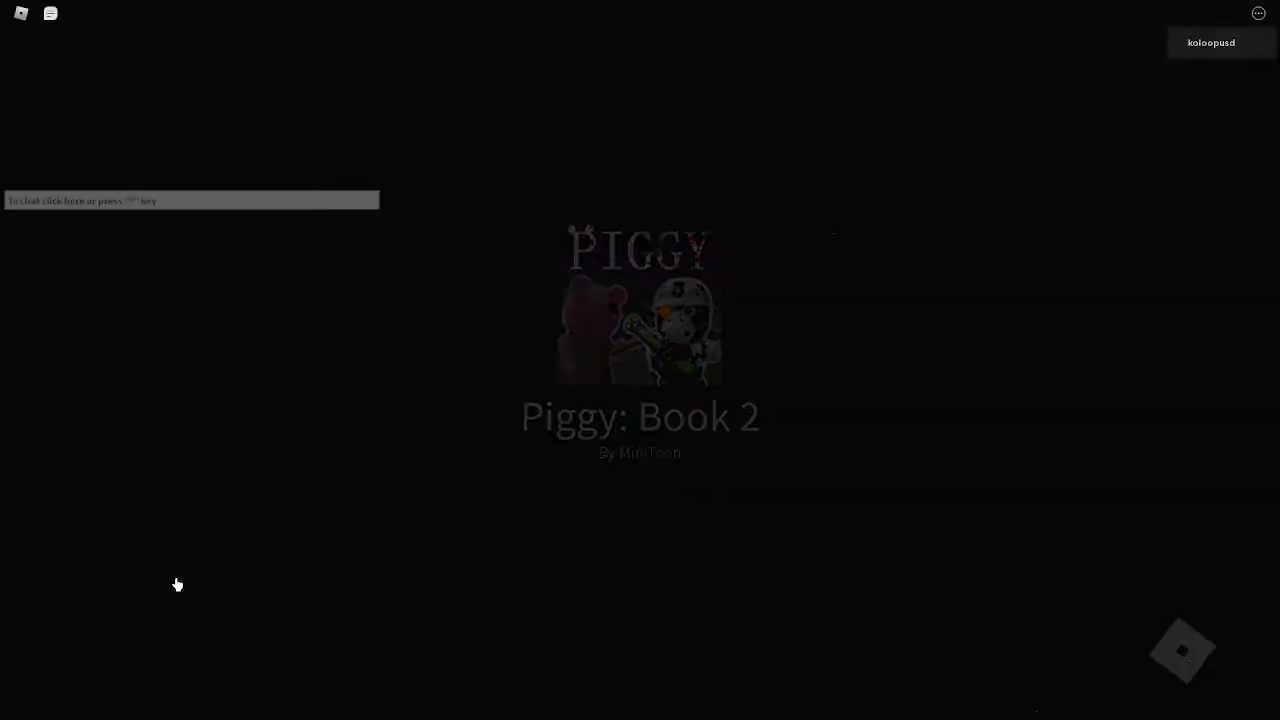 koloopusd
To chat click here or press "/" key
PIGGY
Piggy: Book 2
By MiniToon